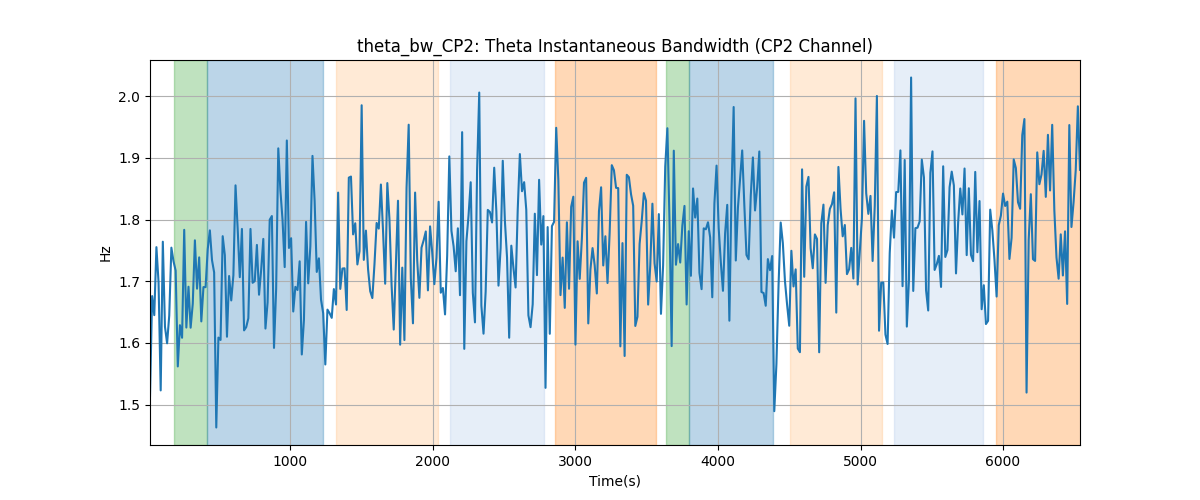 theta_bw_CP2: Theta Instantaneous Bandwidth (CP2 Channel)
2.0
1.9
1.8
1.7
1.6
1.5
Hz
1000 2000 3000 4000 5000 6000
Time(s)